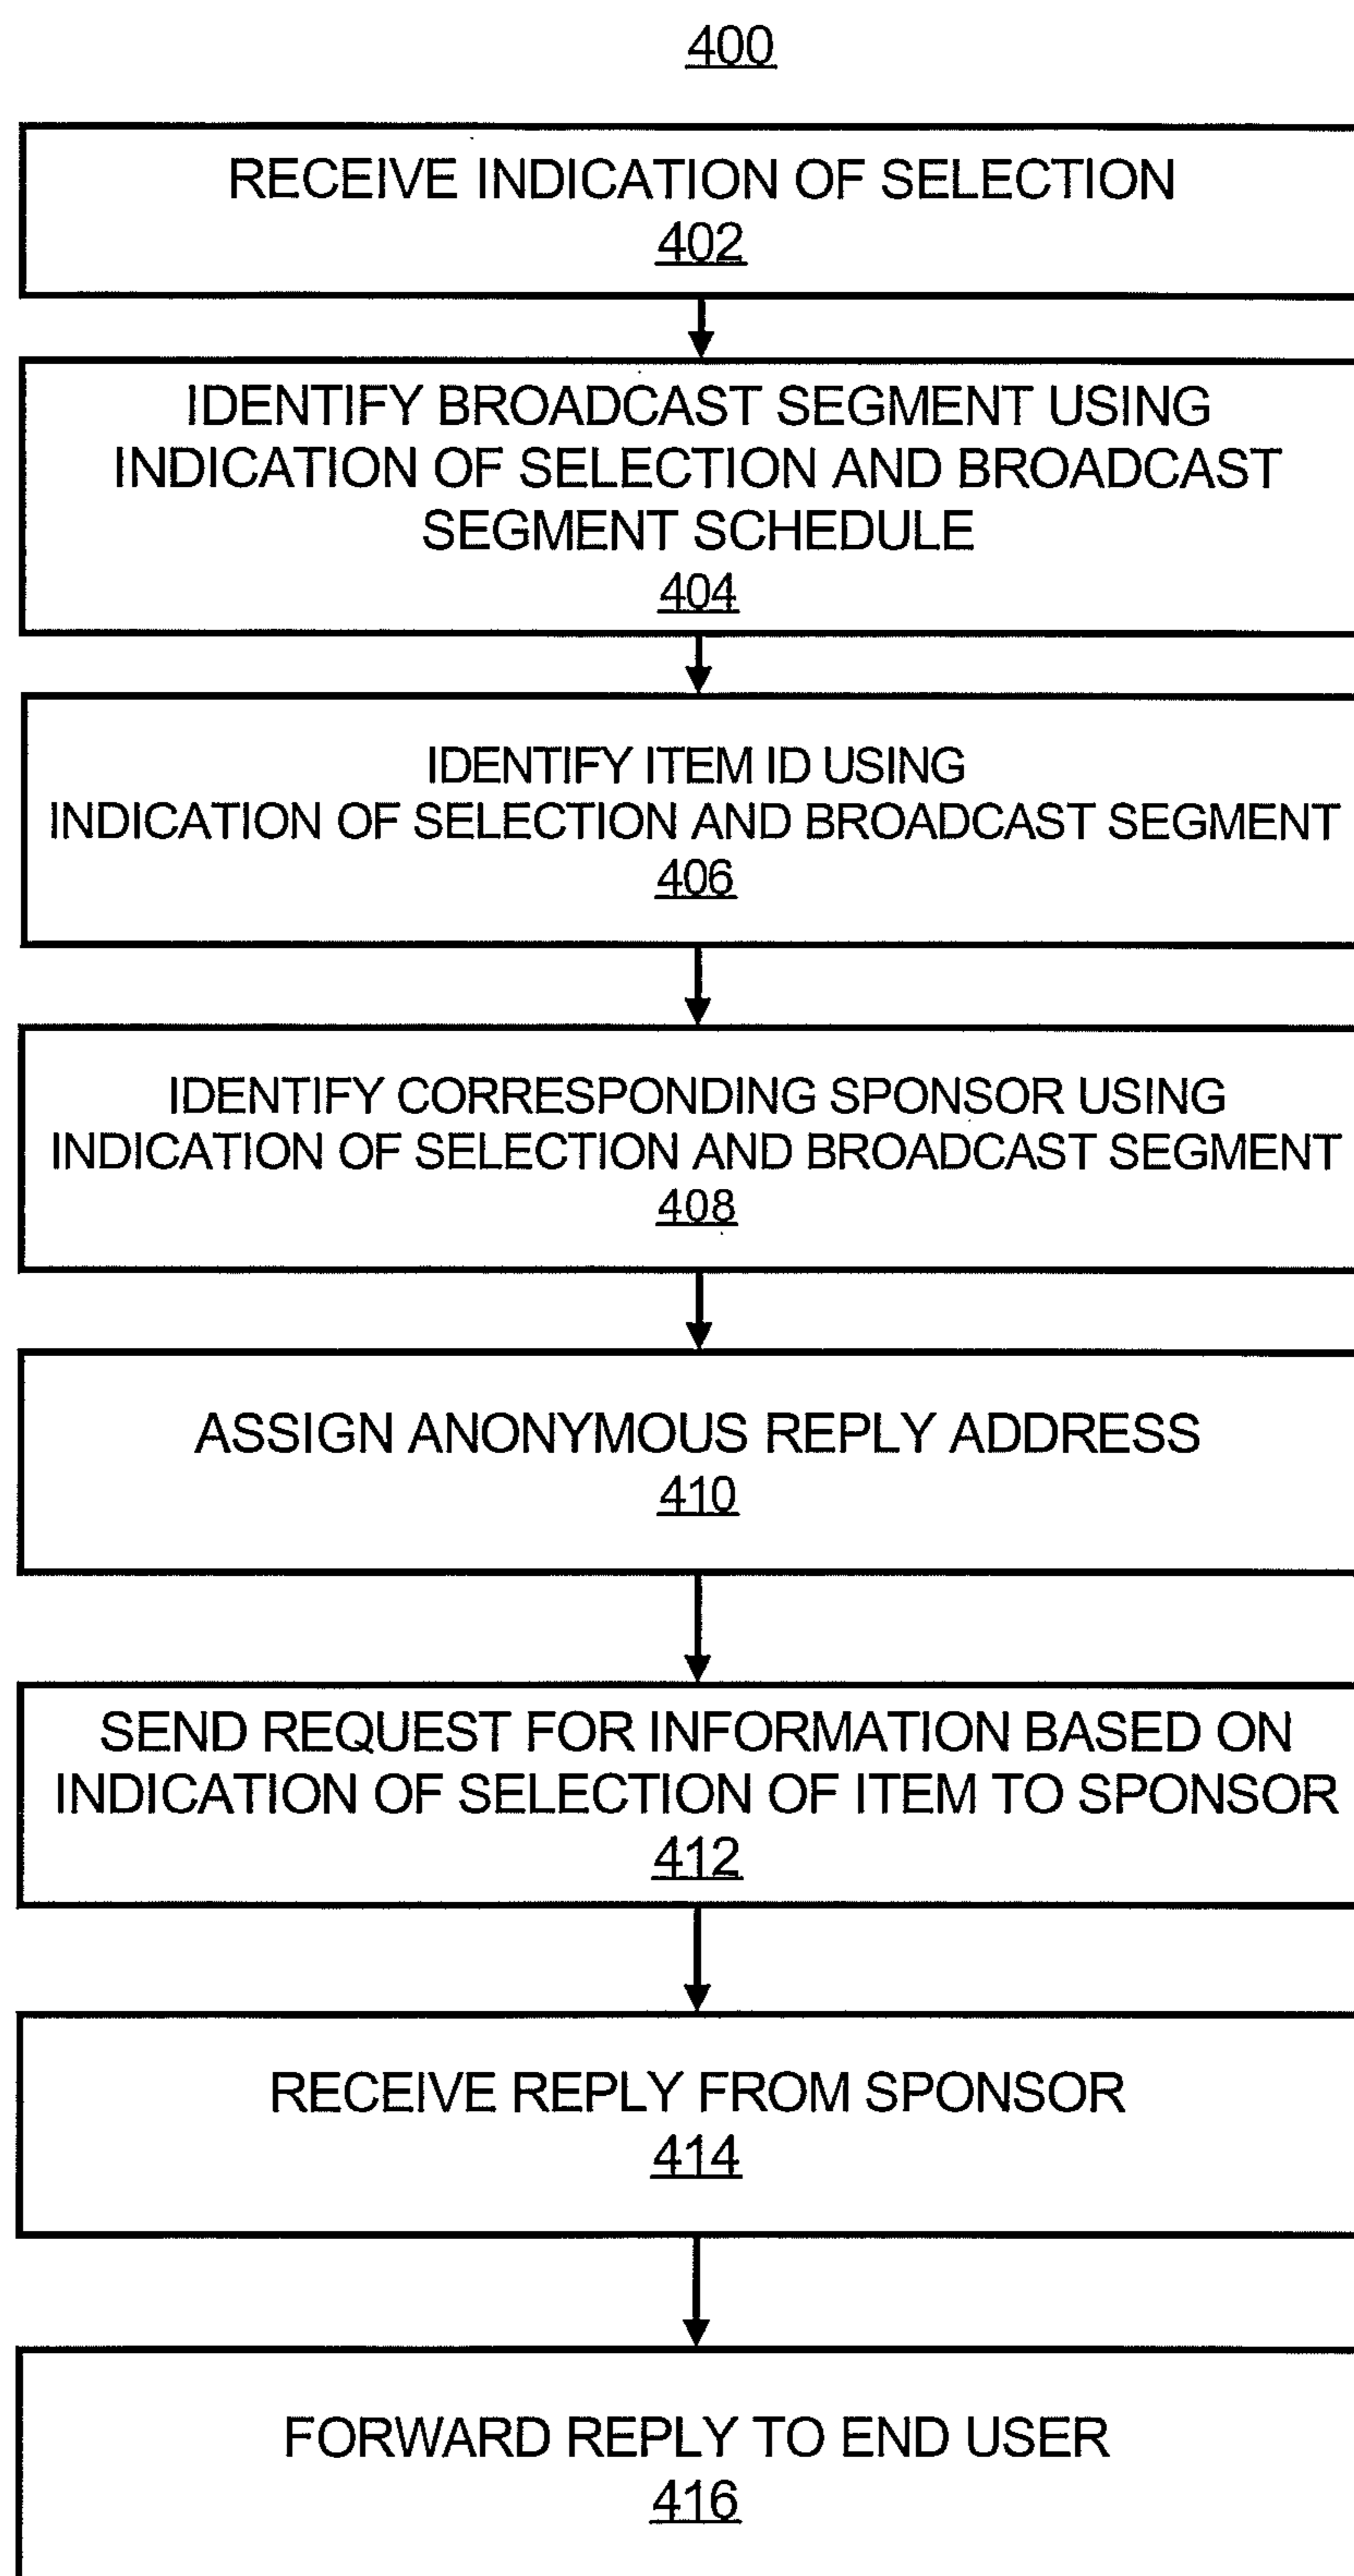 400
RECEIVE INDICATION OF SELECTION
402
IDENTIFY BROADCAST SEGMENT USING
INDICATION OF SELECTION AND BROADCAST
SEGMENT SCHEDULE
404
IDENTIFY ITEM ID USING
INDICATION OF SELECTION AND BROADCAST SEGMENT
406
IDENTIFY CORRESPONDING SPONSOR USING
INDICATION OF SELECTION AND BROADCAST SEGMENT
408
ASSIGN ANONYMOUS REPLY ADDRESS
410
SEND REQUEST FOR INFORMATION BASED ON
INDICATION OF SELECTION OF ITEM TO SPONSOR
412
RECEIVE REPLY FROM SPONSOR
414
FORWARD REPLY TO END USER
416